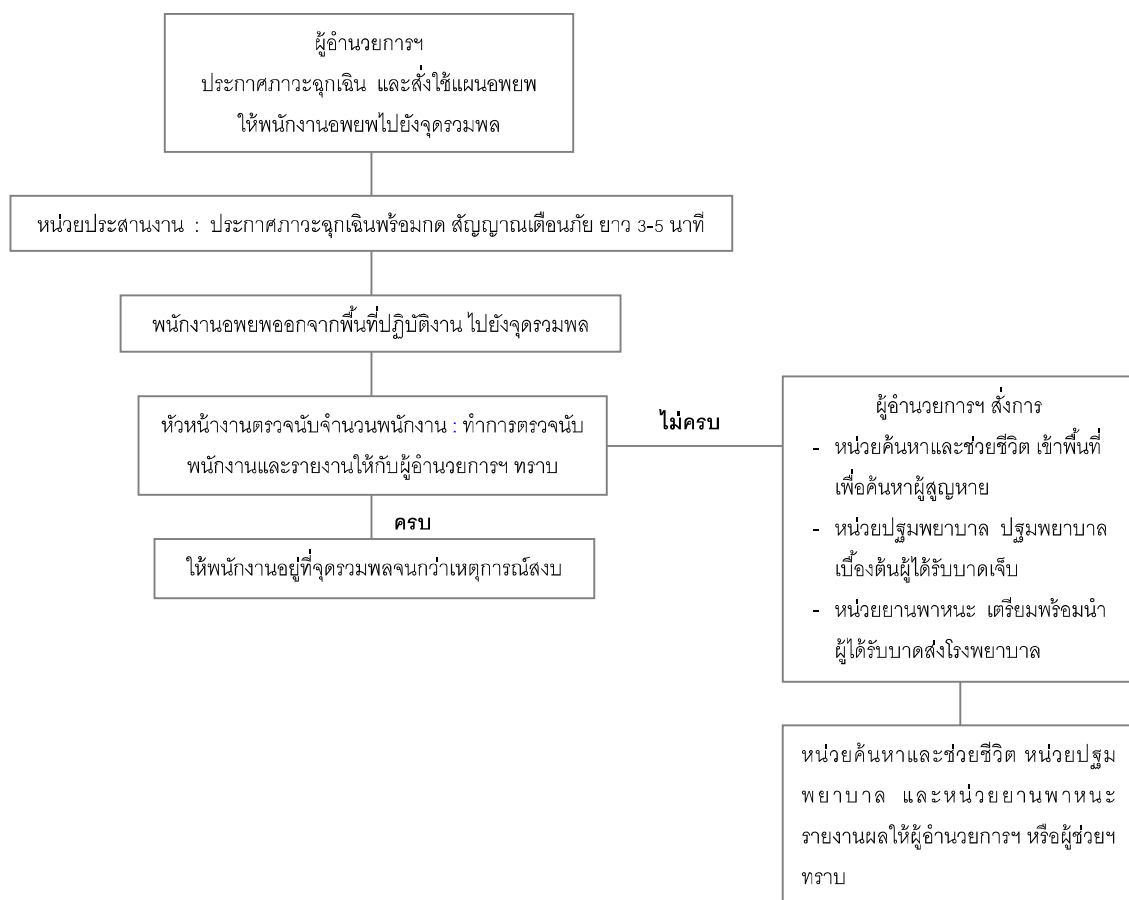 ผู้อำนวยการฯ
ประกาศภาวะฉุกเฉิน และสั่งใช้แผนอพยพ
ให้พนักงานอพยพไปยังจุดรวมพล
หน่วยประสานงาน : ประกาศภาวะฉุกเฉินพร้อมกด สัญญาณเตือนภัย ยาว 3-5 นาที
พนักงานอพยพออกจากพื้นที่ปฏิบัติงาน ไปยังจุดรวมพล
หัวหน้างานตรวจนับจำนวนพนักงาน : ทำการตรวจนับ
พนักงานและรายงานให้กับผู้อำนวยการฯ ทราบ
ไม่ครบ
ครบ
ให้พนักงานอยู่ที่จุดรวมพลจนกว่าเหตุการณ์สงบ
ผู้อำนวยการฯ สั่งการ
- หน่วยค้นหาและช่วยชีวิต เข้าพื้นที่
เพื่อค้นหาผู้สูญหาย
- หน่วยปฐมพยาบาล ปฐมพยาบาล
เบื้องต้นผู้ได้รับบาดเจ็บ
- หน่วยยานพาหนะ เตรียมพร้อมนำ
ผู้ได้รับบาดส่งโรงพยาบาล
หน่วยค้นหาและช่วยชีวิต หน่วยปฐม
พยาบาล และหน่วยยานพาหนะ
รายงานผลให้ผู้อำนวยการฯ หรือผู้ช่วยฯ
ทราบ